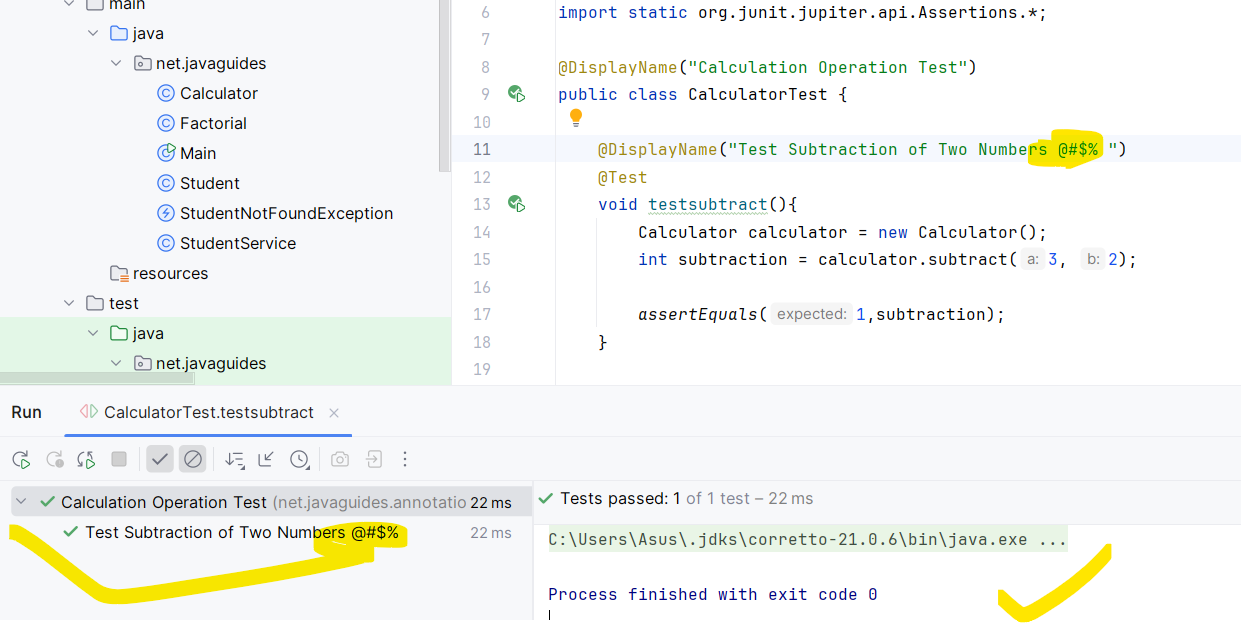 main
java
net.javaguides
Calculator
Factorial
Main
Student
StudentNotFoundException
StudentService
resources
test
java
net.javaguides
6 import static org.junit.jupiter.api.Assertions.*;
7
8 @DisplayName("Calculation Operation Test")
9 public class CalculatorTest {
10
11 @DisplayName("Test Subtraction of Two Numbers @#$% ")
12 @Test
13 void testsubtract(){
14 Calculator calculator = new Calculator();
15 int subtraction = calculator.subtract( a: 3, b: 2);
16
17 assertEquals( expected: 1,subtraction);
18 }
19
Run CalculatorTest.testsubtract
Calculation Operation Test (net.javaguides.annotatio 22 ms
Test Subtraction of Two Numbers @#$% 22 ms
Tests passed: 1 of 1 test – 22 ms
C:\Users\Asus\.jdks\corretto-21.0.6\bin\java.exe ...
Process finished with exit code 0